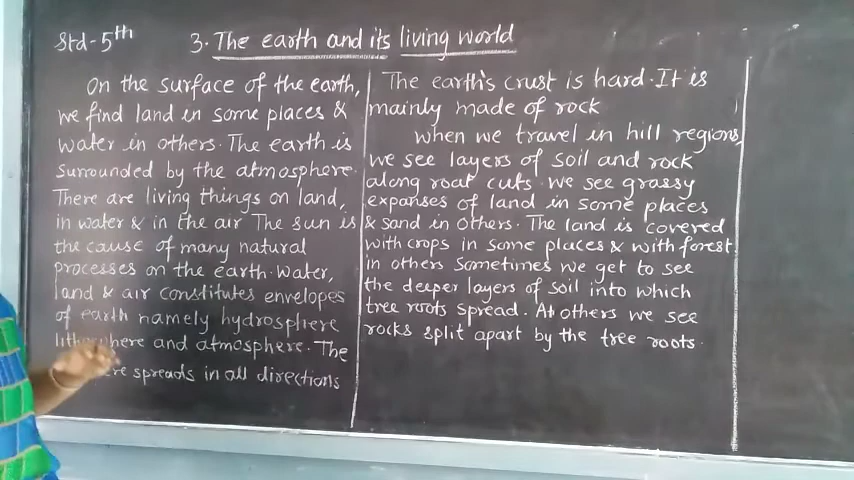 Std-5th
3. The earth and its living world
On the surface of the earth,
we find land in some places &
water in others. The earth is
surrounded by the atmosphere.
There are living things on land,
in water & in the air The sun is
the cause of many natural
processes on the earth. Water,
land & air constitutes envelopes
of earth namely hydrosphere
and atmosphere. The
spreads in all directions
The earth's crust is hard. It is
mainly made of rock
when we travel in hill regions,
we see layers of soil and rock
along roat cuts. we see grassy
expanses of land in some places
& sand in others. The land is covered
with crops in some places & with forest
in others sometimes we get to see
the deeper layers of soil into which
tree roots spread. At others we see
rocks split apart by the tree roots.